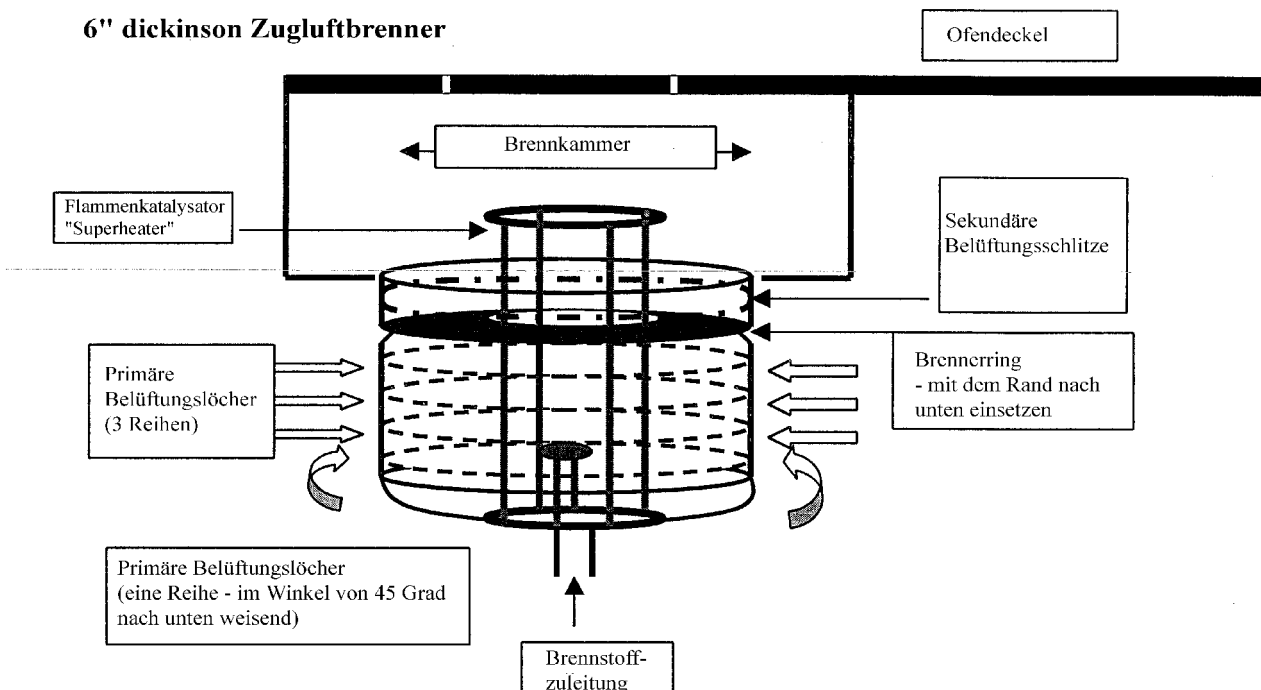 6" dickinson Zugluftbrenner
Ofendeckel
Brennkammer
Flammenkatalysator
"Superheater"
Sekundäre
Belüftungsschlitze
Primäre
Belüftungslöcher
(3 Reihen)
Brennerring
- mit dem Rand nach
unten einsetzen
Primäre Belüftungslöcher
(eine Reihe - im Winkel von 45 Grad
nach unten weisend)
Brennstoff-
zuleitung